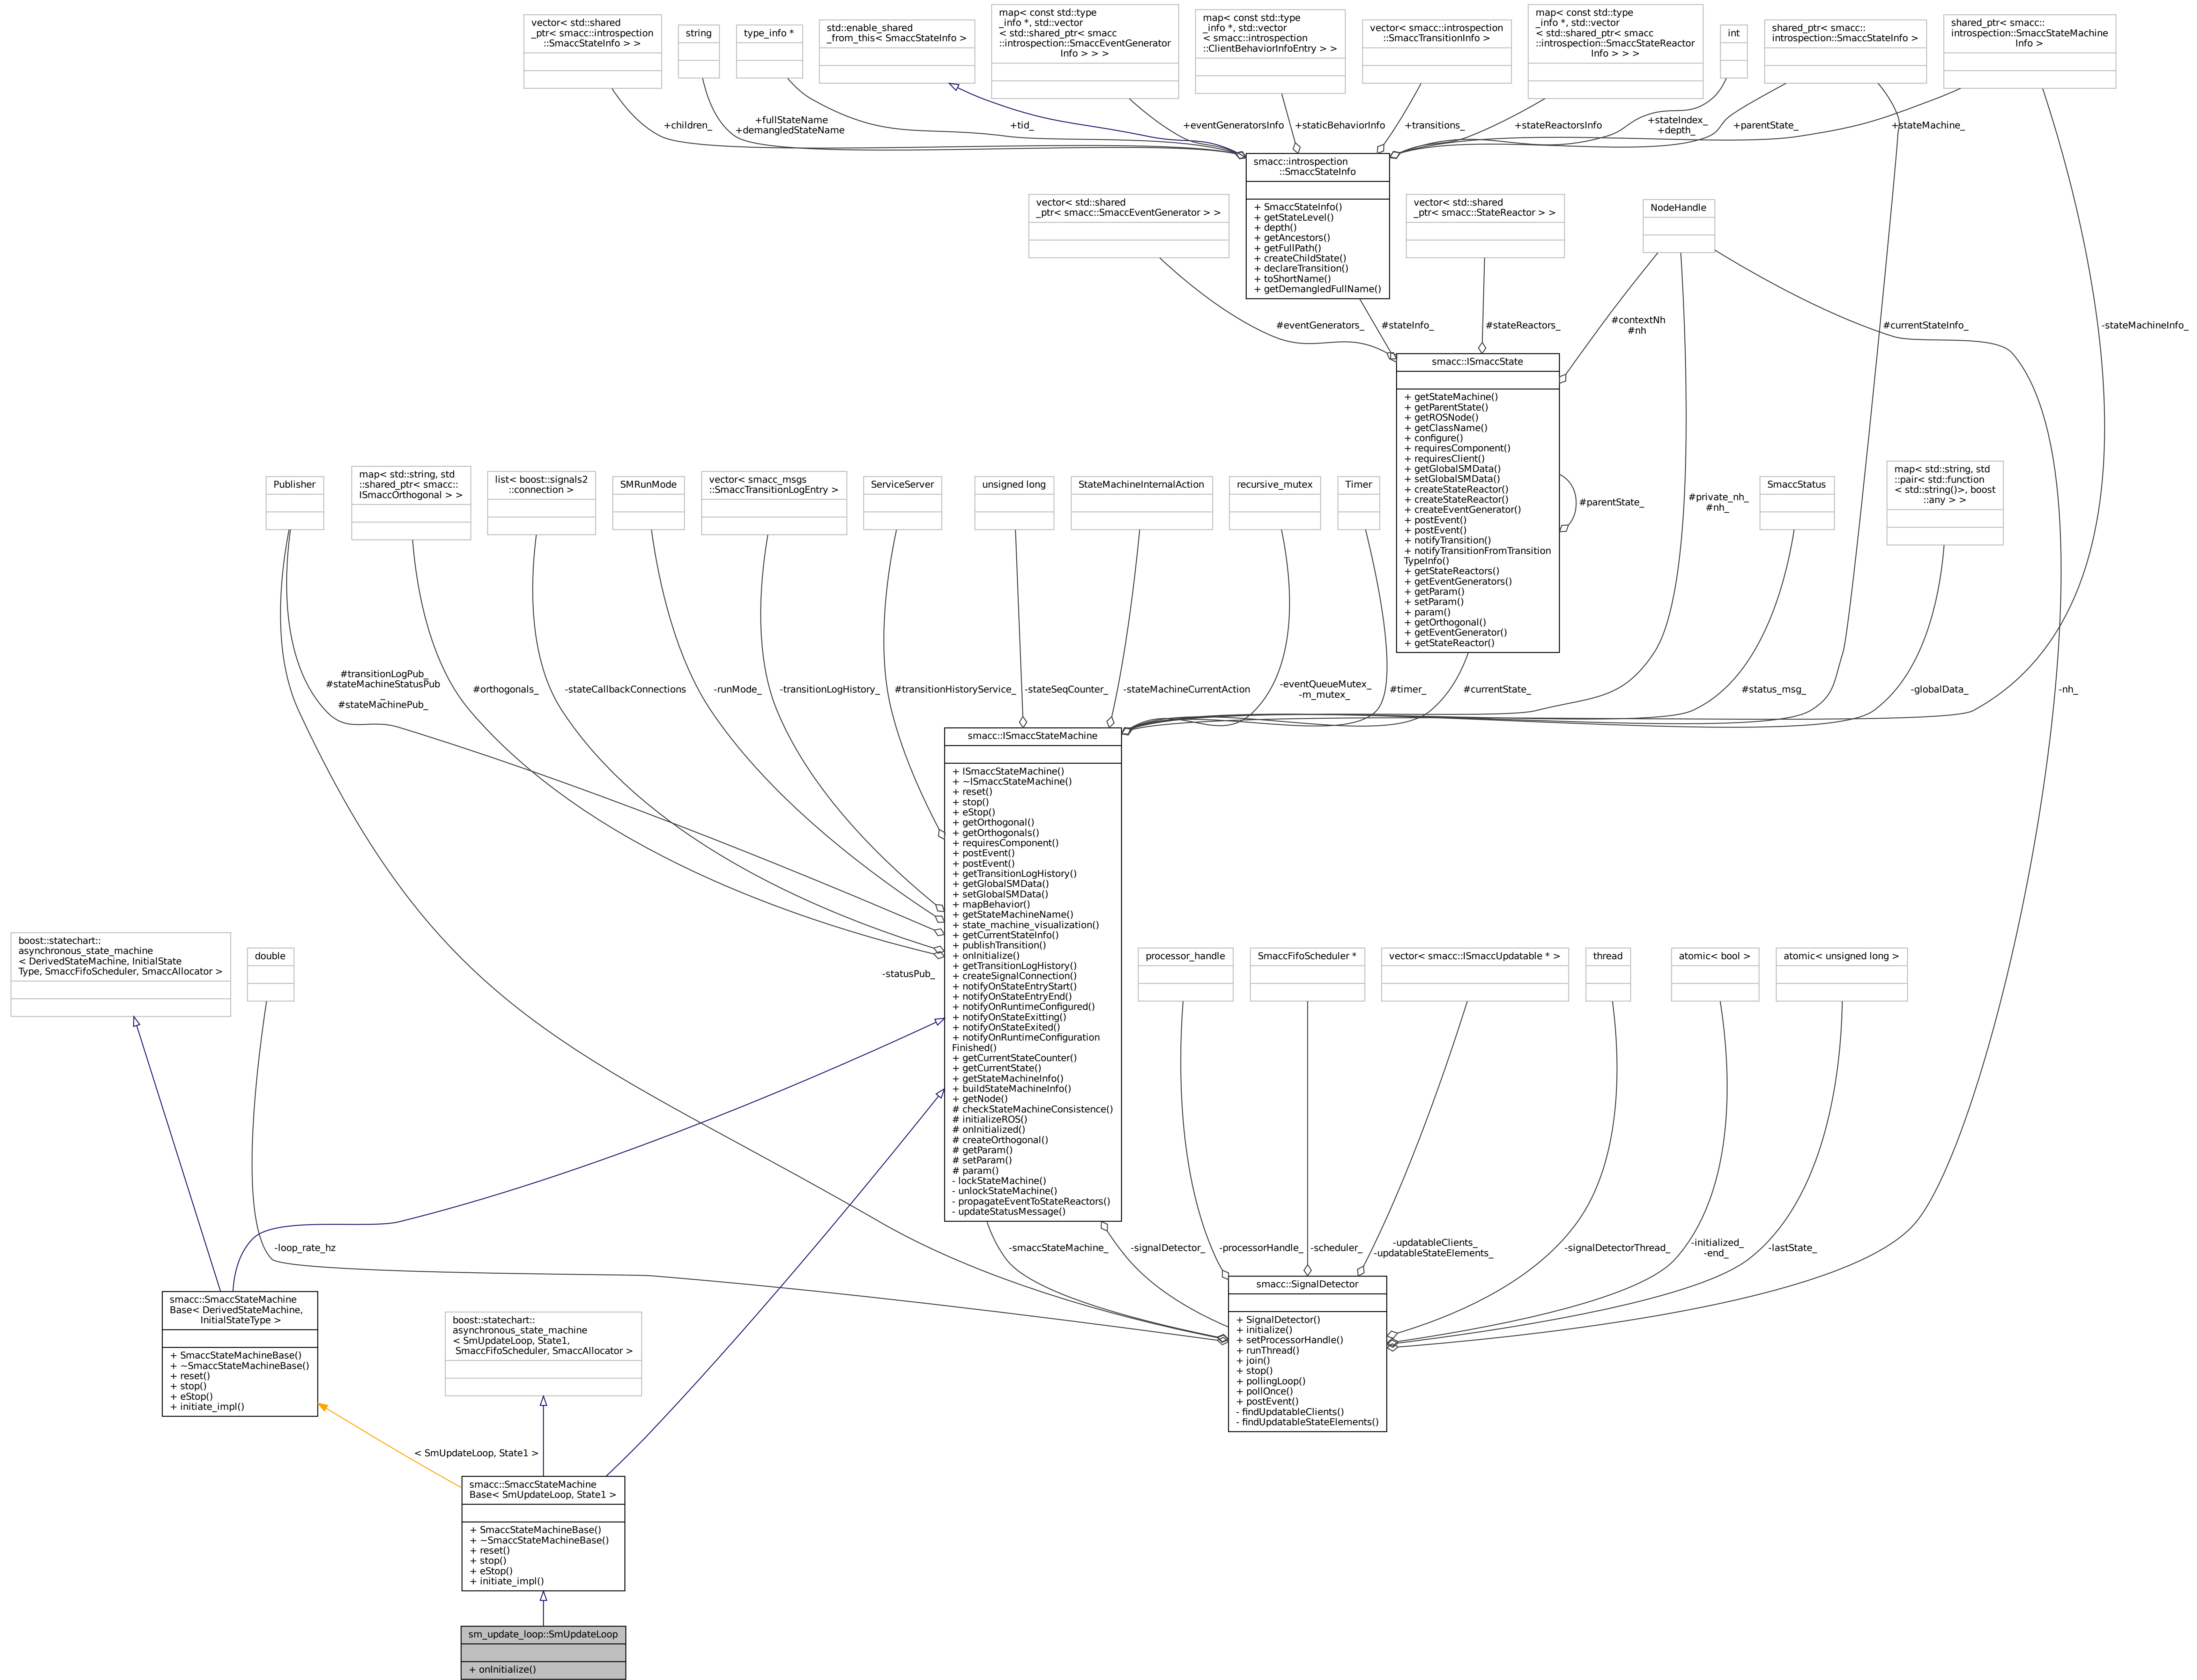 vector< std::shared
_ptr< smacc::introspection
::SmaccStateInfo > >
string
type_info *
std::enable_shared
_from_this< SmaccStateInfo >
map< const std::type
_info *, std::vector
< std::shared_ptr< smacc
::introspection::SmaccEventGenerator
Info > > >
map< const std::type
_info *, std::vector
< smacc::introspection
::ClientBehaviorInfoEntry > >
vector< smacc::introspection
::SmaccTransitionInfo >
map< const std::type
_info *, std::vector
< std::shared_ptr< smacc
::introspection::SmaccStateReactor
Info > > >
int
shared_ptr< smacc::
introspection::SmaccStateInfo >
shared_ptr< smacc::
introspection::SmaccStateMachine
Info >
+children_
+fullStateName
+demangledStateName
+tid_
+eventGeneratorsInfo
+staticBehaviorInfo
+transitions_
+stateReactorsInfo
+stateIndex_
+depth_
+parentState_
+stateMachine_
smacc::introspection
::SmaccStateInfo
+ SmaccStateInfo()
+ getStateLevel()
+ depth()
+ getAncestors()
+ getFullPath()
+ createChildState()
+ declareTransition()
+ toShortName()
+ getDemangledFullName()
vector< std::shared
_ptr< smacc::SmaccEventGenerator > >
vector< std::shared
_ptr< smacc::StateReactor > >
NodeHandle
#eventGenerators_
#stateInfo_
#stateReactors_
#contextNh
#nh
#currentStateInfo_
-stateMachineInfo_
smacc::ISmaccState
+ getStateMachine()
+ getParentState()
+ getROSNode()
+ getClassName()
+ configure()
+ requiresComponent()
+ requiresClient()
+ getGlobalSMData()
+ setGlobalSMData()
+ createStateReactor()
+ createStateReactor()
+ createEventGenerator()
+ postEvent()
+ postEvent()
+ notifyTransition()
+ notifyTransitionFromTransition
TypeInfo()
+ getStateReactors()
+ getEventGenerators()
+ getParam()
+ setParam()
+ param()
+ getOrthogonal()
+ getEventGenerator()
+ getStateReactor()
#parentState_
#private_nh_
#nh_
Publisher
map< std::string, std
::shared_ptr< smacc::
ISmaccOrthogonal > >
list< boost::signals2
::connection >
SMRunMode
vector< smacc_msgs
::SmaccTransitionLogEntry >
ServiceServer
unsigned long
StateMachineInternalAction
recursive_mutex
Timer
SmaccStatus
map< std::string, std
::pair< std::function
< std::string()>, boost
::any > >
#transitionLogPub_
#stateMachineStatusPub
_
#stateMachinePub_
#orthogonals_
-stateCallbackConnections
-runMode_
-transitionLogHistory_
#transitionHistoryService_
-stateSeqCounter_
-stateMachineCurrentAction
-eventQueueMutex_
-m_mutex_
#timer_
#currentState_
#status_msg_
-globalData_
-nh_
smacc::ISmaccStateMachine
+ ISmaccStateMachine()
+ ~ISmaccStateMachine()
+ reset()
+ stop()
+ eStop()
+ getOrthogonal()
+ getOrthogonals()
+ requiresComponent()
+ postEvent()
+ postEvent()
+ getTransitionLogHistory()
+ getGlobalSMData()
+ setGlobalSMData()
+ mapBehavior()
+ getStateMachineName()
+ state_machine_visualization()
+ getCurrentStateInfo()
+ publishTransition()
+ onInitialize()
+ getTransitionLogHistory()
+ createSignalConnection()
+ notifyOnStateEntryStart()
+ notifyOnStateEntryEnd()
+ notifyOnRuntimeConfigured()
+ notifyOnStateExitting()
+ notifyOnStateExited()
+ notifyOnRuntimeConfiguration
Finished()
+ getCurrentStateCounter()
+ getCurrentState()
+ getStateMachineInfo()
+ buildStateMachineInfo()
+ getNode()
# checkStateMachineConsistence()
# initializeROS()
# onInitialized()
# createOrthogonal()
# getParam()
# setParam()
# param()
- lockStateMachine()
- unlockStateMachine()
- propagateEventToStateReactors()
- updateStatusMessage()
boost::statechart::
asynchronous_state_machine
< DerivedStateMachine, InitialState
Type, SmaccFifoScheduler, SmaccAllocator >
double
-statusPub_
processor_handle
SmaccFifoScheduler *
vector< smacc::ISmaccUpdatable * >
thread
atomic< bool >
atomic< unsigned long >
-loop_rate_hz
-smaccStateMachine_
-signalDetector_
-processorHandle_
-scheduler_
-updatableClients_
-updatableStateElements_
-signalDetectorThread_
-initialized_
-end_
-lastState_
smacc::SignalDetector
+ SignalDetector()
+ initialize()
+ setProcessorHandle()
+ runThread()
+ join()
+ stop()
+ pollingLoop()
+ pollOnce()
+ postEvent()
- findUpdatableClients()
- findUpdatableStateElements()
smacc::SmaccStateMachine
Base< DerivedStateMachine,
InitialStateType >
+ SmaccStateMachineBase()
+ ~SmaccStateMachineBase()
+ reset()
+ stop()
+ eStop()
+ initiate_impl()
boost::statechart::
asynchronous_state_machine
< SmUpdateLoop, State1,
SmaccFifoScheduler, SmaccAllocator >
< SmUpdateLoop, State1 >
smacc::SmaccStateMachine
Base< SmUpdateLoop, State1 >
+ SmaccStateMachineBase()
+ ~SmaccStateMachineBase()
+ reset()
+ stop()
+ eStop()
+ initiate_impl()
sm_update_loop::SmUpdateLoop
+ onInitialize()